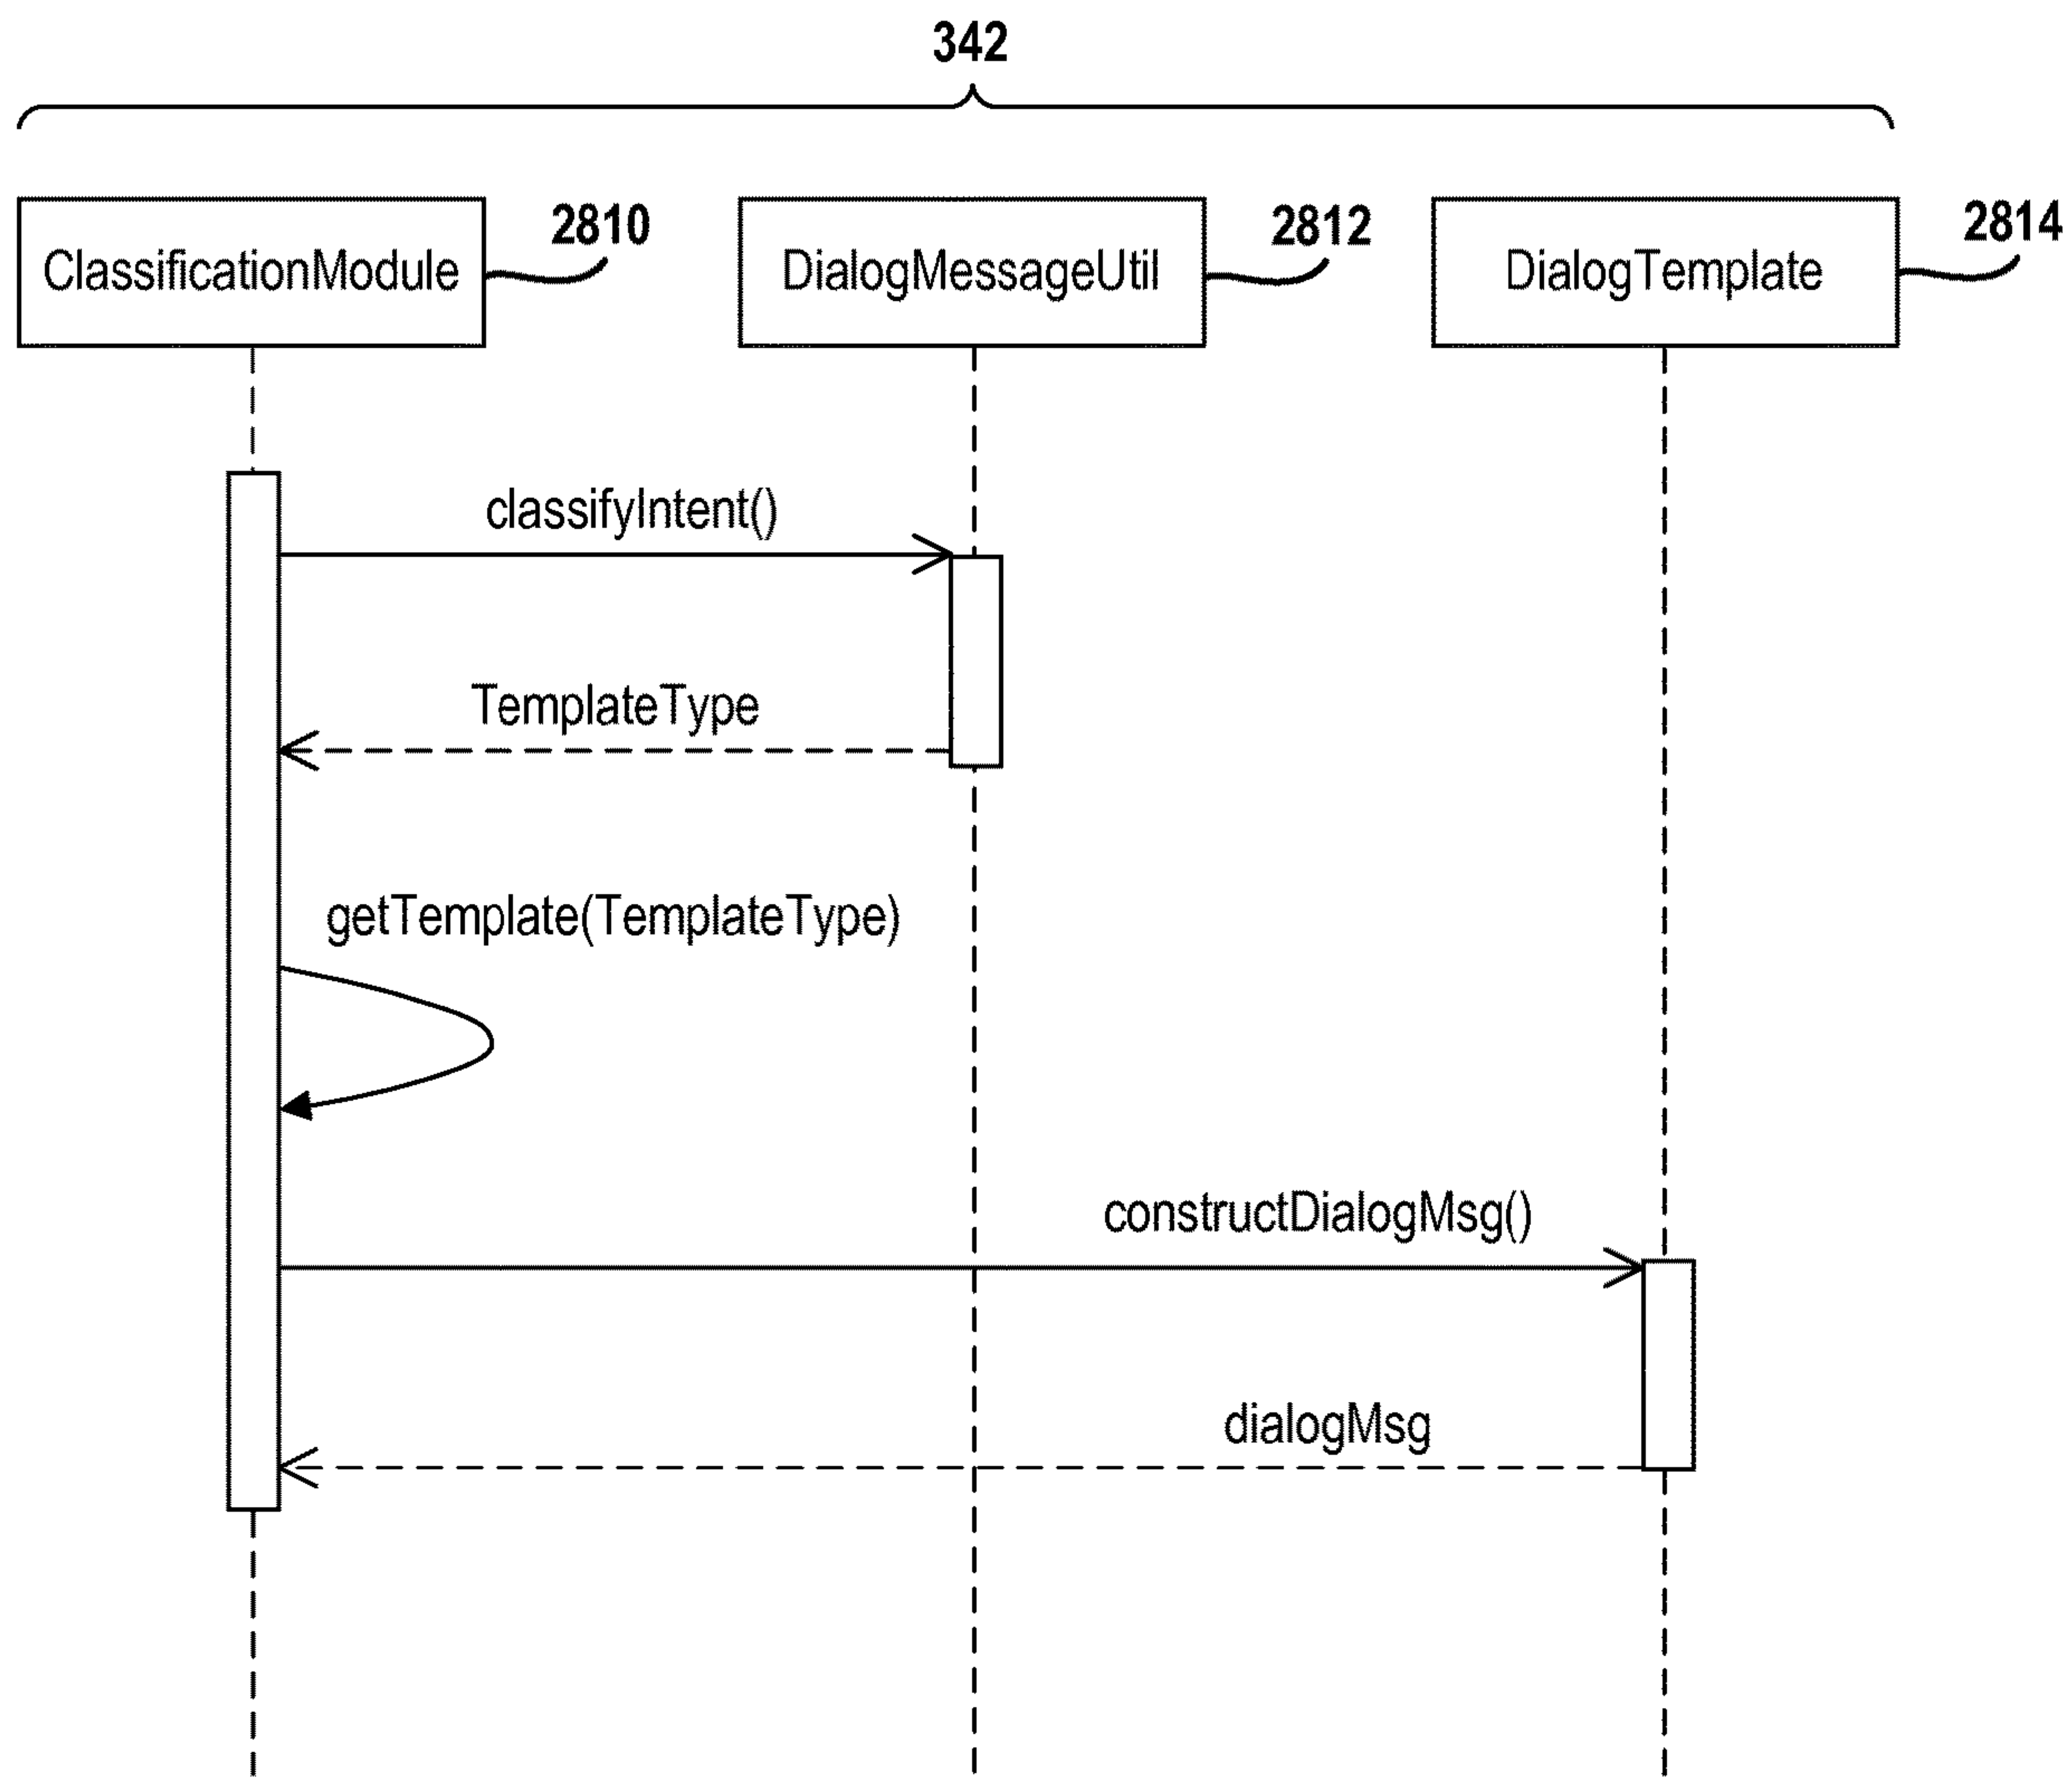 342
ClassificationModule
2810
DialogMessageUtil
2812
DialogTemplate
2814
classifyIntent()
TemplateType
getTemplate(TemplateType)
constructDialogMsg()
dialogMsg